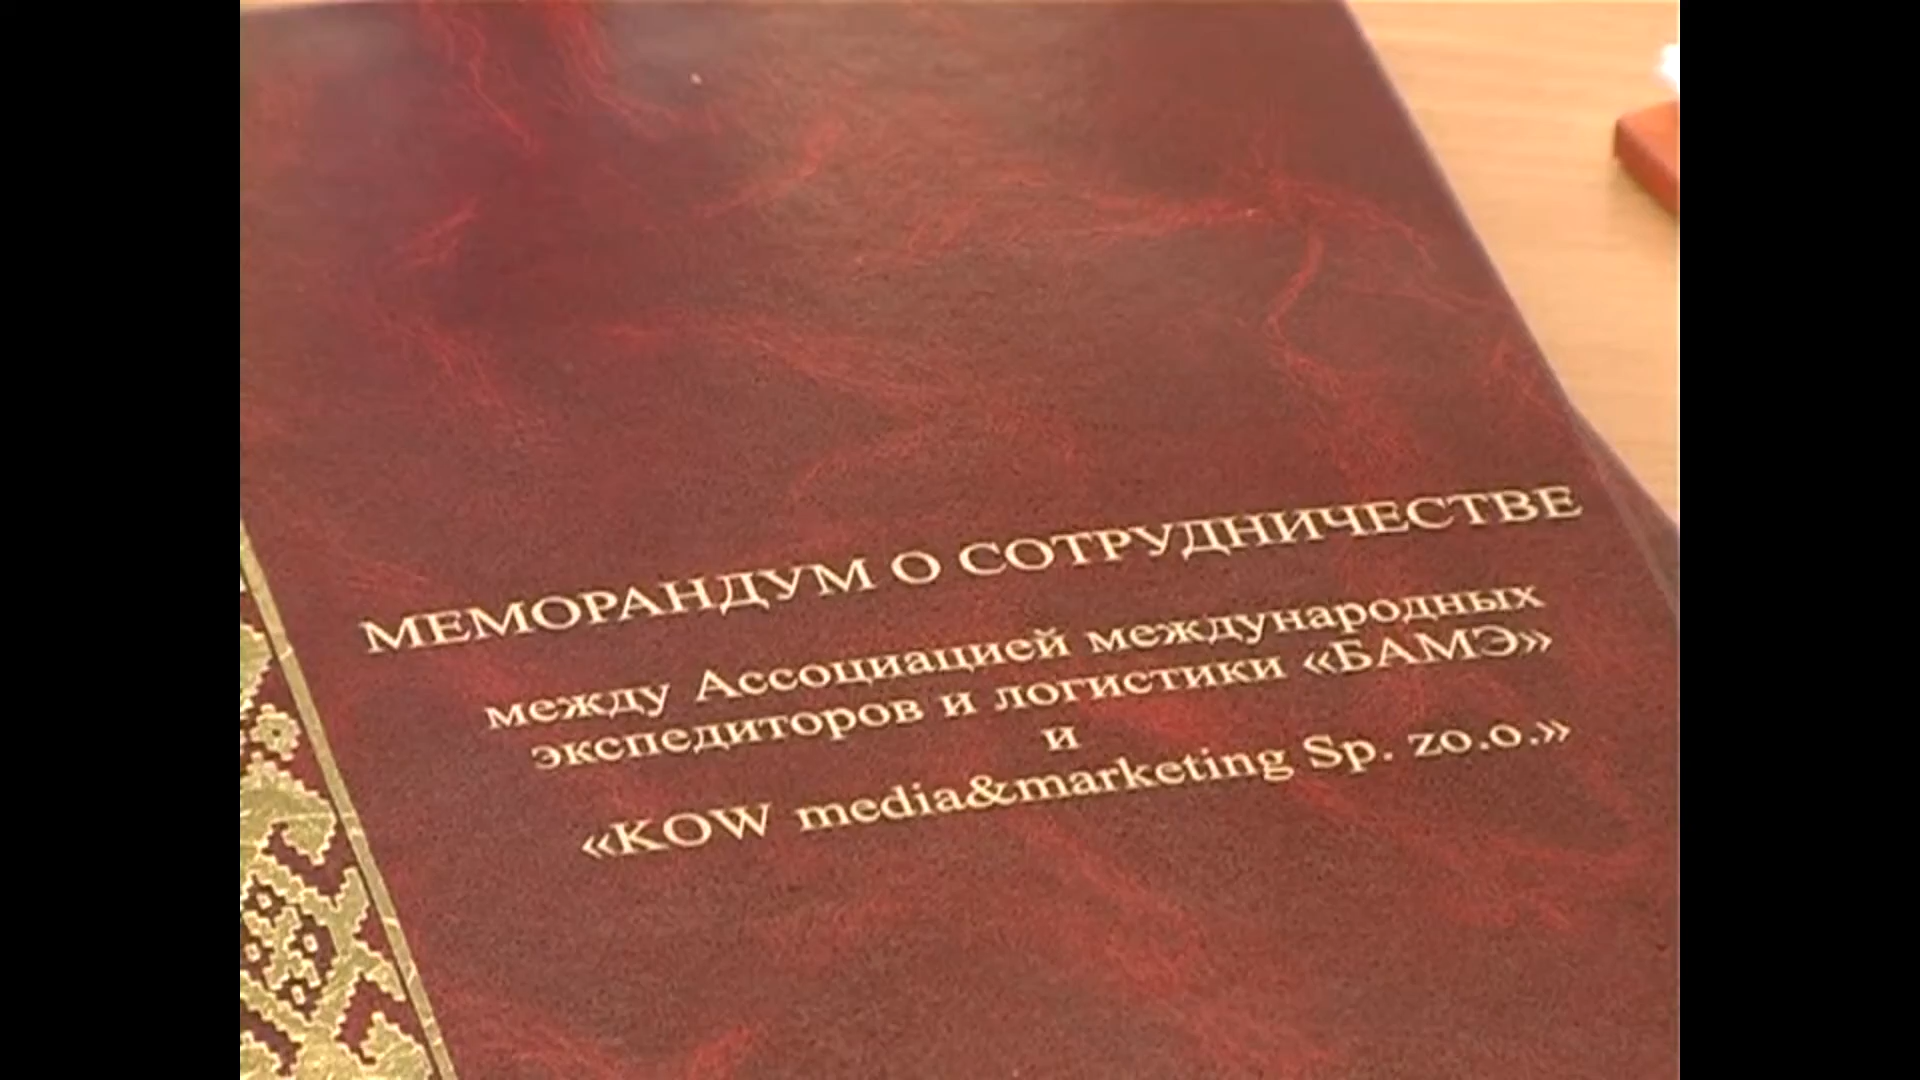 МЕМОРАНДУМ О СОТРУДНИЧЕСТВЕ
между Ассоциацией международных
экспедиторов и логистики «БАМЭ»
и
«KOW media&marketing Sp. zo.o.»